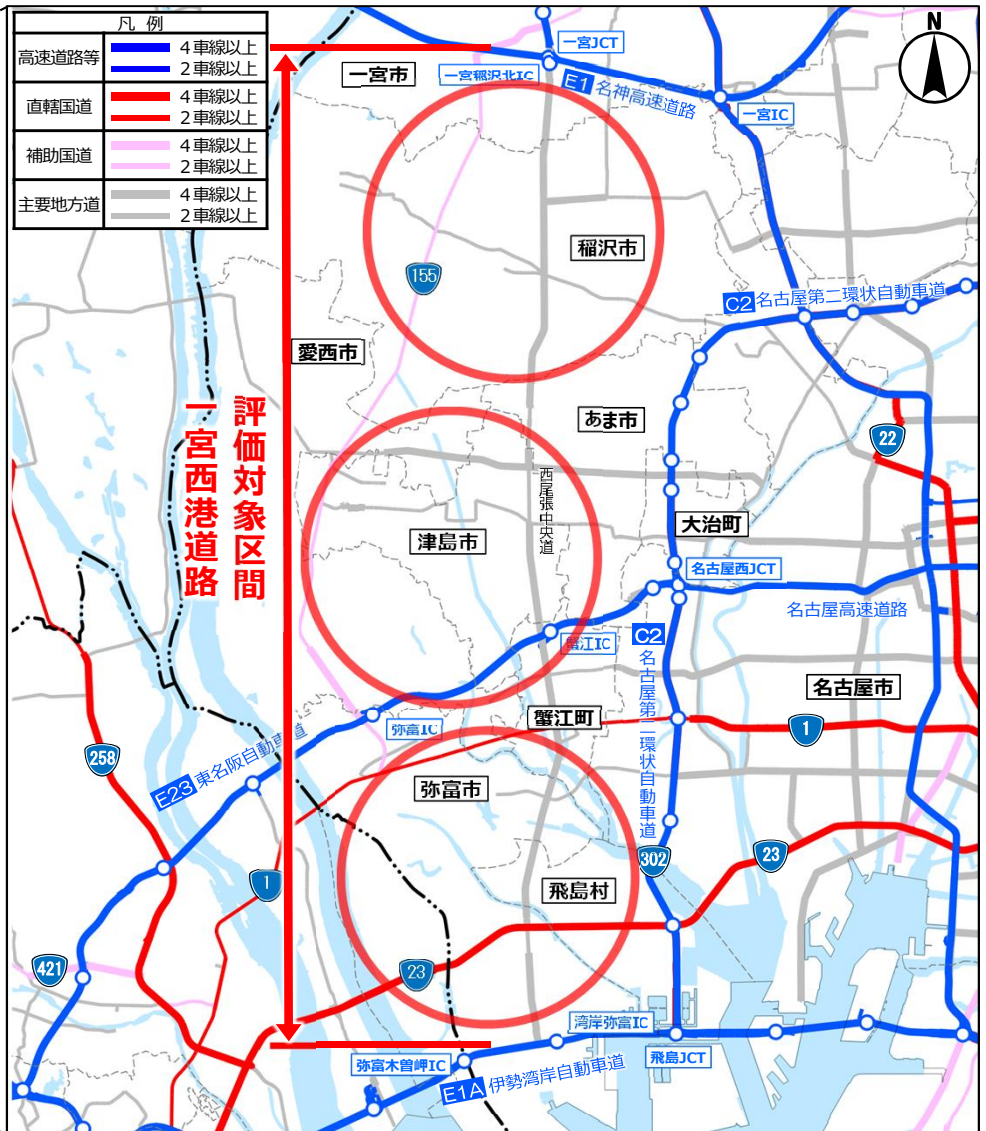 凡 例
高速道路等
4車線以上
2車線以上
直轄国道
4車線以上
2車線以上
補助国道
4車線以上
2車線以上
主要地方道
4車線以上
2車線以上
N
一宮JCT
一宮市
一宮稲沢北IC
E1 名神高速道路
一宮IC
稲沢市
155
C2 名古屋第二環状自動車道
愛西市
評価対象区間
一宮西港道路
あま市
22
西尾張中央道
大治町
津島市
名古屋西JCT
名古屋高速道路
蟹江IC
C2 名古屋第二環状自動車道
名古屋市
蟹江町
弥富IC
1
258
E23 東名阪自動車道
弥富市
302
23
1
飛島村
421
23
湾岸弥富IC
弥富木曽岬IC
飛島JCT
E1A 伊勢湾岸自動車道